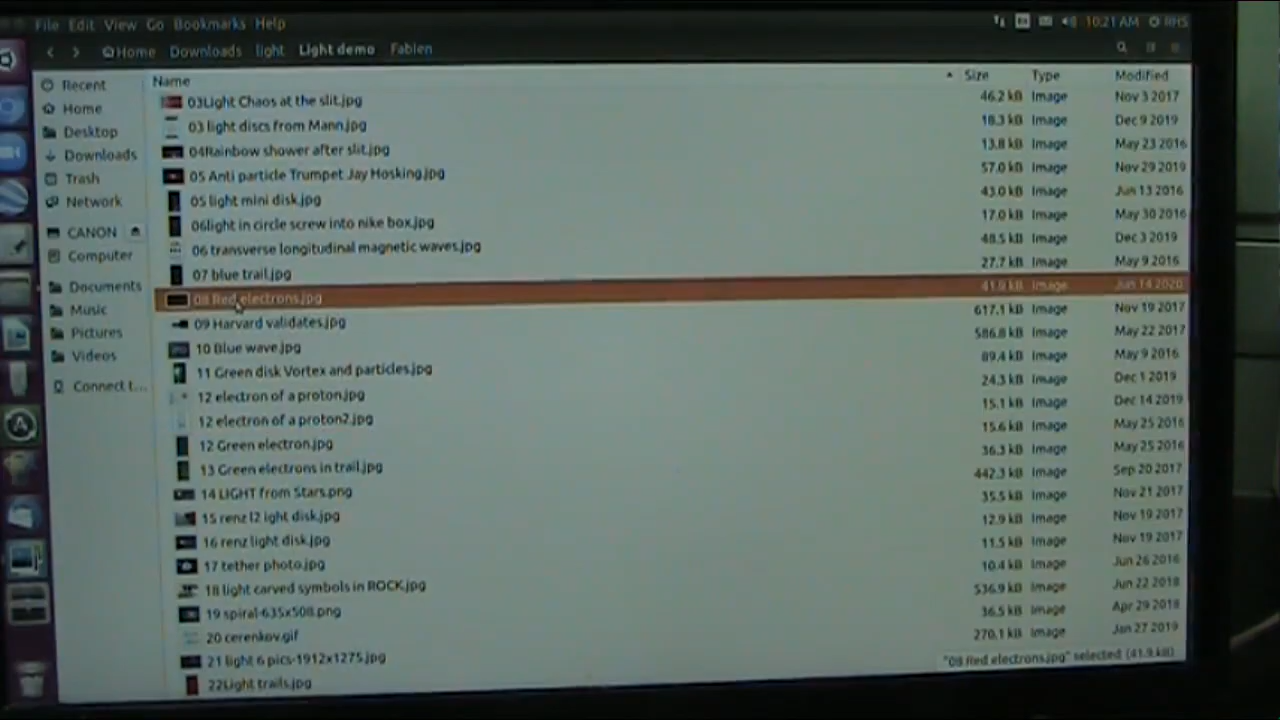 File Edit View Go Bookmarks Help 10:21 AM RHS
Home Downloads light Light demo Fablen
Recent
Home
Desktop
Downloads
Trash
Network
CANON
Computer
Documents
Music
Pictures
Videos
Connect t...
Name Size Type Modified
03Light Chaos at the slit.jpg 46.2 kB Image Nov 3 2017
03 light discs from Mann.jpg 18.3 kB Image Dec 9 2019
04Rainbow shower after slit.jpg 13.8 kB Image May 23 2016
05 Anti particle Trumpet Jay Hosking.jpg 57.0 kB Image Nov 29 2019
05 light mini disk.jpg 43.0 kB Image Jun 13 2016
06light in circle screw into nike box.jpg 17.0 kB Image May 30 2016
06 transverse longitudinal magnetic waves.jpg 48.5 kB Image Dec 3 2019
07 blue trail.jpg 27.7 kB Image May 9 2016
08 Red electrons.jpg 41.9 kB Image Jun 14 2020
09 Harvard validates.jpg 617.1 kB Image Nov 19 2017
10 Blue wave.jpg 586.8 kB Image May 22 2017
11 Green disk Vortex and particles.jpg 89.4 kB Image May 9 2016
12 electron of a proton.jpg 24.3 kB Image Dec 1 2019
12 electron of a proton2.jpg 15.1 kB Image Dec 14 2019
12 Green electron.jpg 15.6 kB Image May 25 2016
13 Green electrons in trail.jpg 36.3 kB Image May 25 2016
14 LIGHT from Stars.png 442.3 kB Image Sep 20 2017
15 renz l2 ight disk.jpg 35.5 kB Image Nov 21 2017
16 renz light disk.jpg 12.9 kB Image Nov 19 2017
17 tether photo.jpg 11.5 kB Image Nov 19 2017
18 light carved symbols in ROCK.jpg 10.4 kB Image Jun 26 2016
19 spiral-635x508.png 536.9 kB Image Jun 22 2018
20 cerenkov.gif 36.5 kB Image Apr 29 2018
21 light 6 pics-1912x1275.jpg 270.1 kB Image Jan 27 2019
22Light trails.jpg
"08 Red electrons.jpg" selected (41.9 kB)